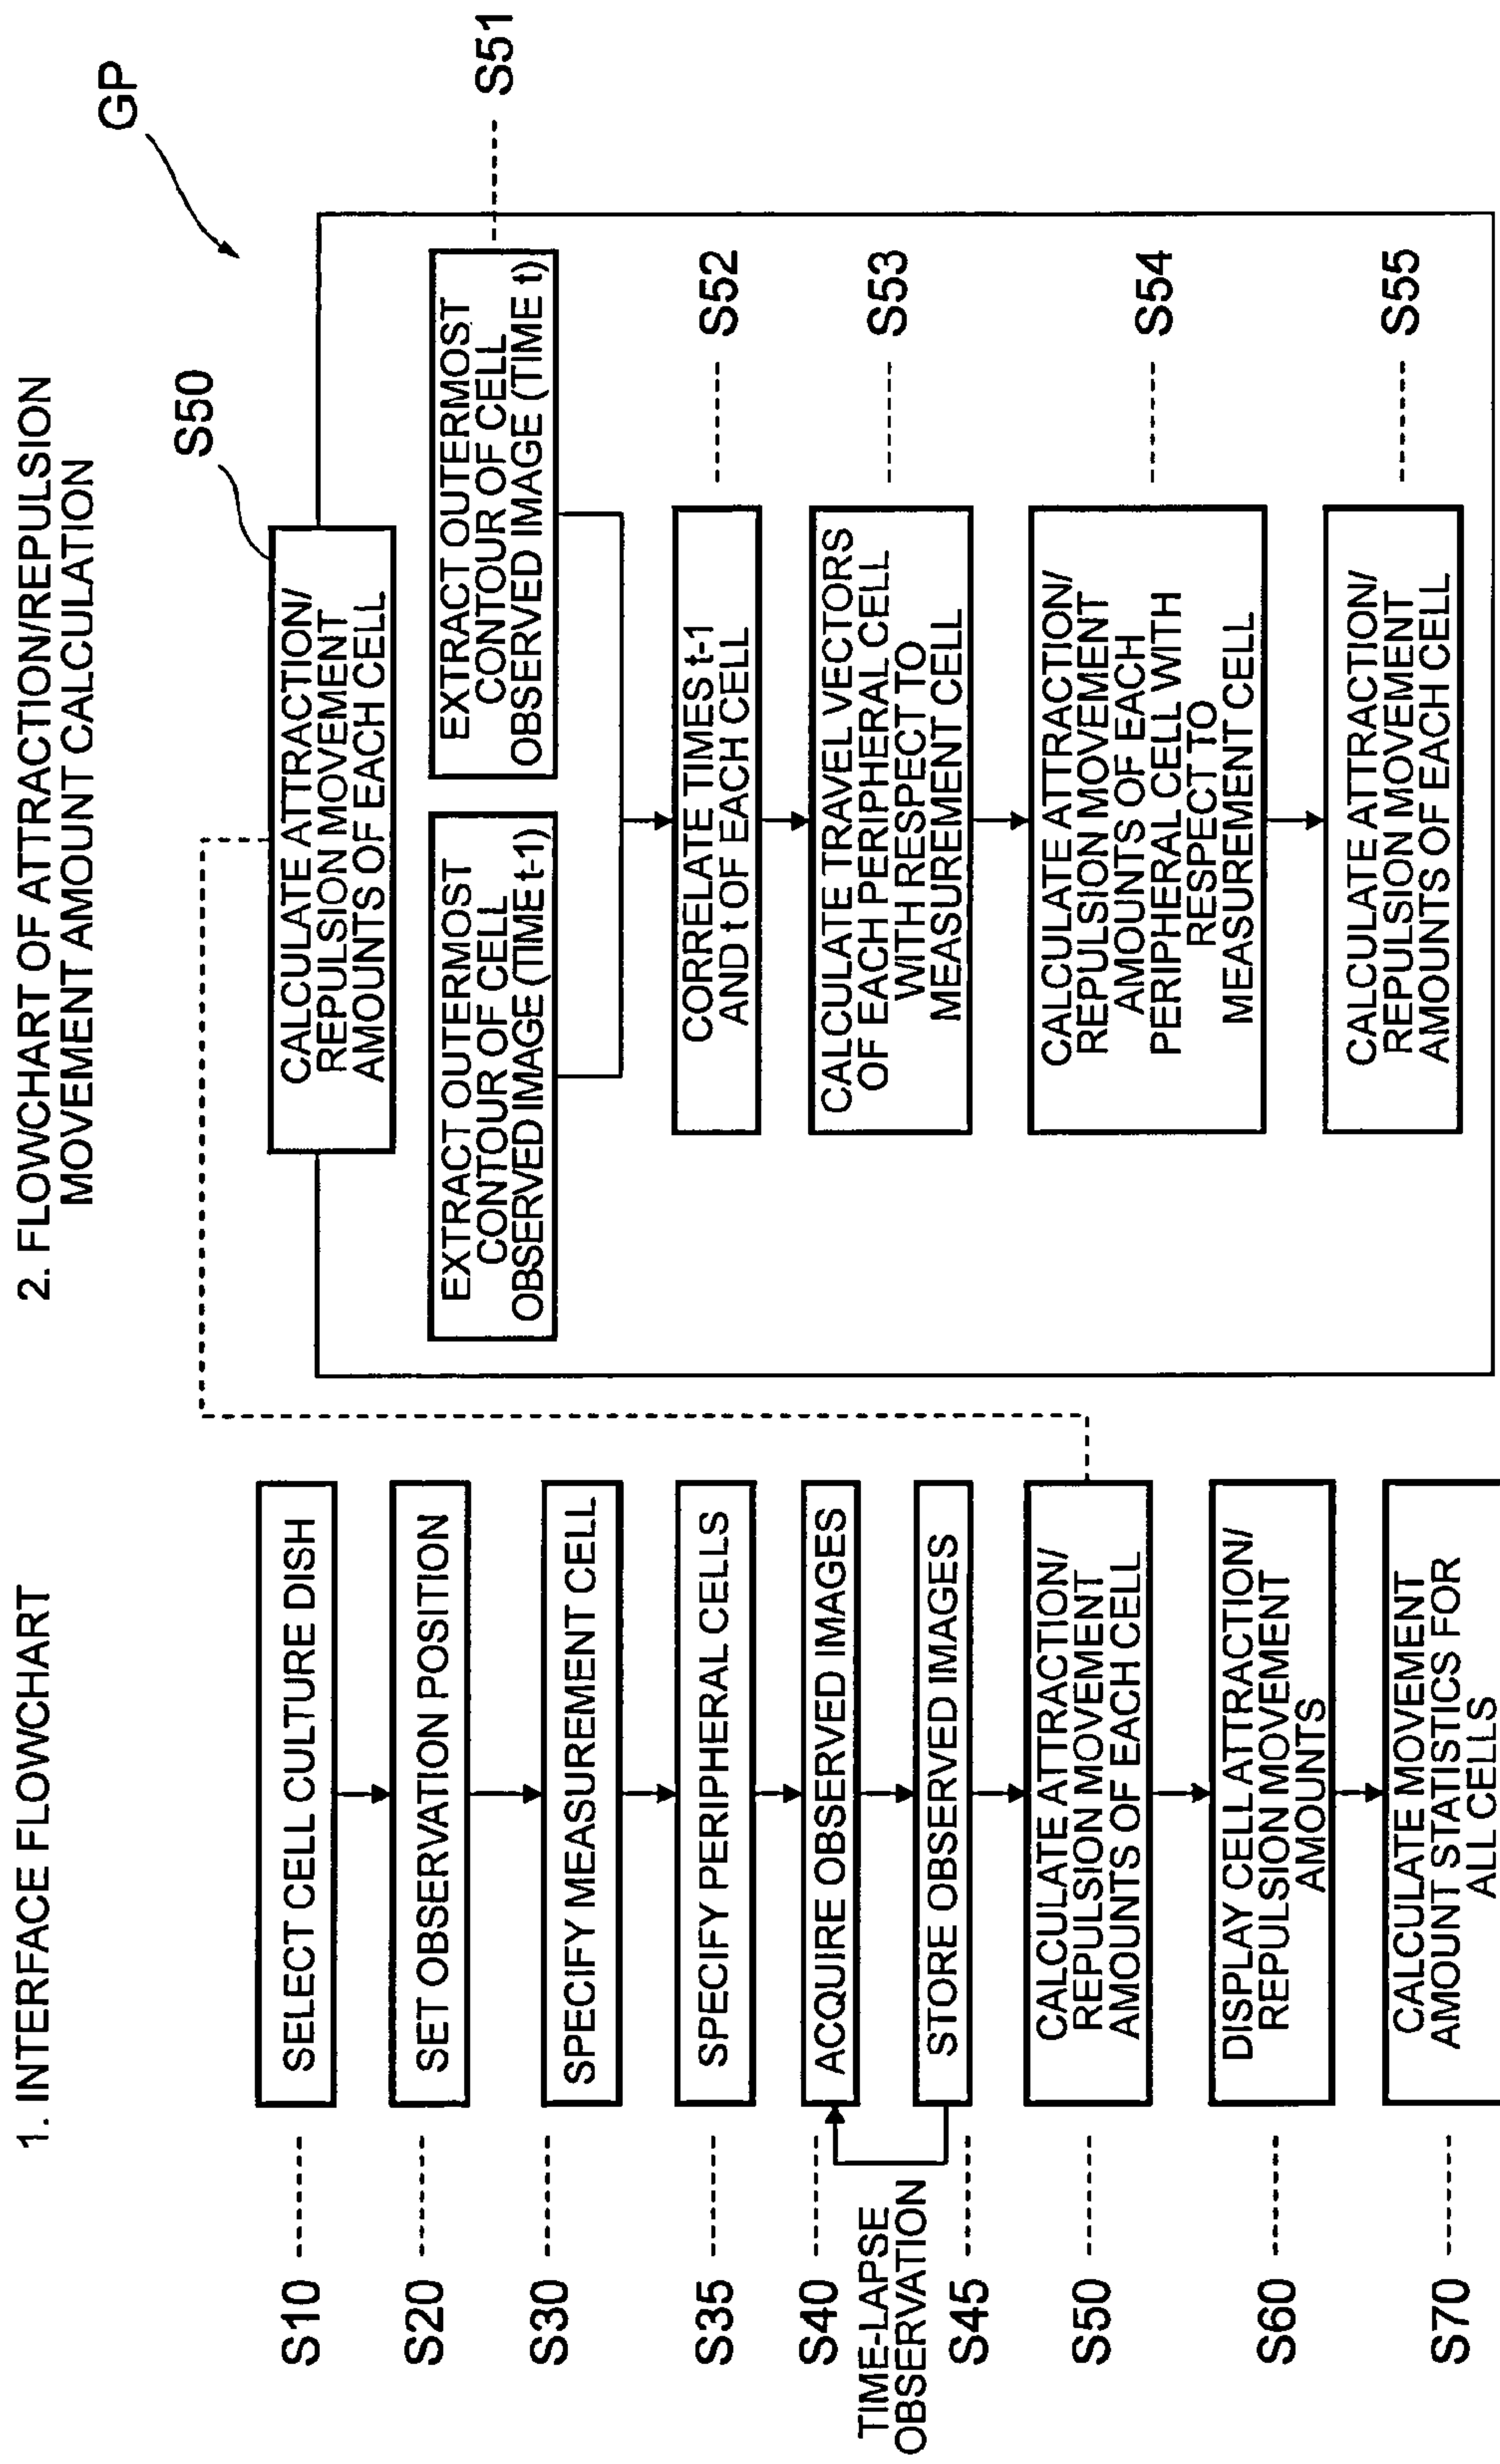 1. INTERFACE FLOWCHART
S10
SELECT CELL CULTURE DISH
S20
SET OBSERVATION POSITION
S30
SPECIFY MEASUREMENT CELL
S35
SPECIFY PERIPHERAL CELLS
S40
ACQUIRE OBSERVED IMAGES
TIME-LAPSE
OBSERVATION
S45
STORE OBSERVED IMAGES
S50
CALCULATE ATTRACTION/
REPULSION MOVEMENT
AMOUNTS OF EACH CELL
S60
DISPLAY CELL ATTRACTION/
REPULSION MOVEMENT
AMOUNTS
S70
CALCULATE MOVEMENT
AMOUNT STATISTICS FOR
ALL CELLS
2. FLOWCHART OF ATTRACTION/REPULSION
MOVEMENT AMOUNT CALCULATION
GP
S50
CALCULATE ATTRACTION/
REPULSION MOVEMENT
AMOUNTS OF EACH CELL
EXTRACT OUTERMOST
CONTOUR OF CELL
OBSERVED IMAGE (TIME t-1)
EXTRACT OUTERMOST
CONTOUR OF CELL
OBSERVED IMAGE (TIME t)
S51
CORRELATE TIMES t-1
AND t OF EACH CELL
S52
CALCULATE TRAVEL VECTORS
OF EACH PERIPHERAL CELL
WITH RESPECT TO
MEASUREMENT CELL
S53
CALCULATE ATTRACTION/
REPULSION MOVEMENT
AMOUNTS OF EACH
PERIPHERAL CELL WITH
RESPECT TO
MEASUREMENT CELL
S54
CALCULATE ATTRACTION/
REPULSION MOVEMENT
AMOUNTS OF EACH CELL
S55